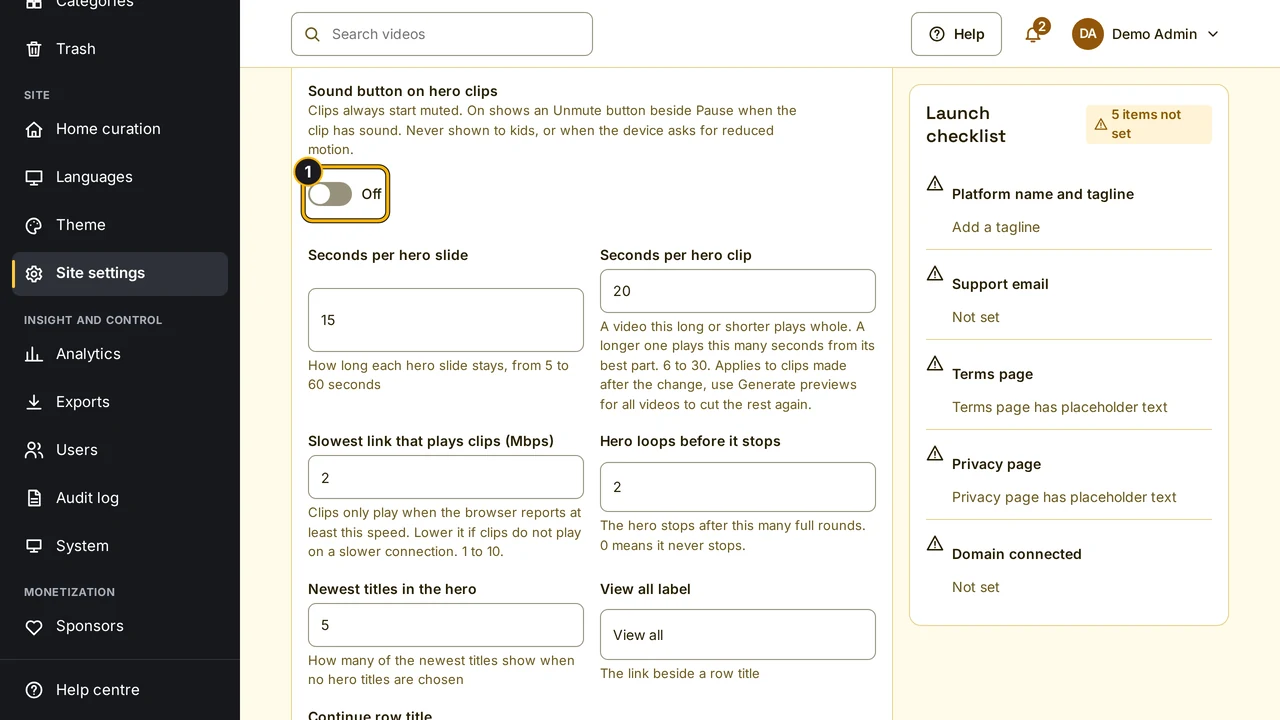 Categories
Trash
SITE
Home curation
Languages
Theme
Site settings
INSIGHT AND CONTROL
Analytics
Exports
Users
Audit log
System
MONETIZATION
Sponsors
Help centre
Search videos
Help
2
DA
Demo Admin
Sound button on hero clips
Clips always start muted. On shows an Unmute button beside Pause when the
clip has sound. Never shown to kids, or when the device asks for reduced
motion.
1
Off
Seconds per hero slide
15
How long each hero slide stays, from 5 to
60 seconds
Seconds per hero clip
20
A video this long or shorter plays whole. A
longer one plays this many seconds from its
best part. 6 to 30. Applies to clips made
after the change, use Generate previews
for all videos to cut the rest again.
Slowest link that plays clips (Mbps)
2
Clips only play when the browser reports at
least this speed. Lower it if clips do not play
on a slower connection. 1 to 10.
Hero loops before it stops
2
The hero stops after this many full rounds.
0 means it never stops.
Newest titles in the hero
5
How many of the newest titles show when
no hero titles are chosen
View all label
View all
The link beside a row title
Continue row title
Launch
checklist
5 items not
set
Platform name and tagline
Add a tagline
Support email
Not set
Terms page
Terms page has placeholder text
Privacy page
Privacy page has placeholder text
Domain connected
Not set